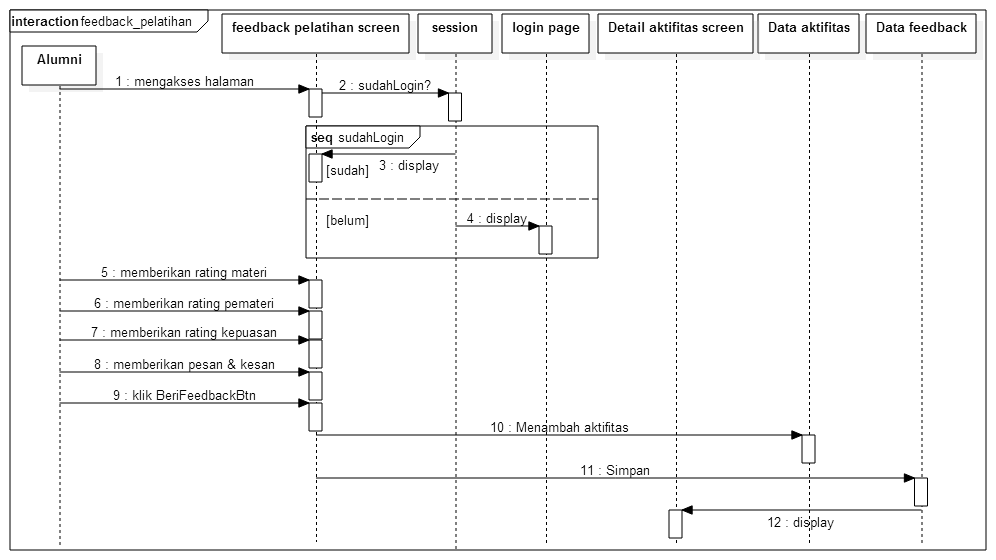 interaction feedback_pelatihan
feedback pelatihan screen
session
login page
Detail aktifitas screen
Data aktifitas
Data feedback
Alumni
1 : mengakses halaman
2 : sudahLogin?
seq sudahLogin
3 : display
[sudah]
[belum]
4 : display
5 : memberikan rating materi
6 : memberikan rating pemateri
7 : memberikan rating kepuasan
8 : memberikan pesan & kesan
9 : klik BeriFeedbackBtn
10 : Menambah aktifitas
11 : Simpan
12 : display